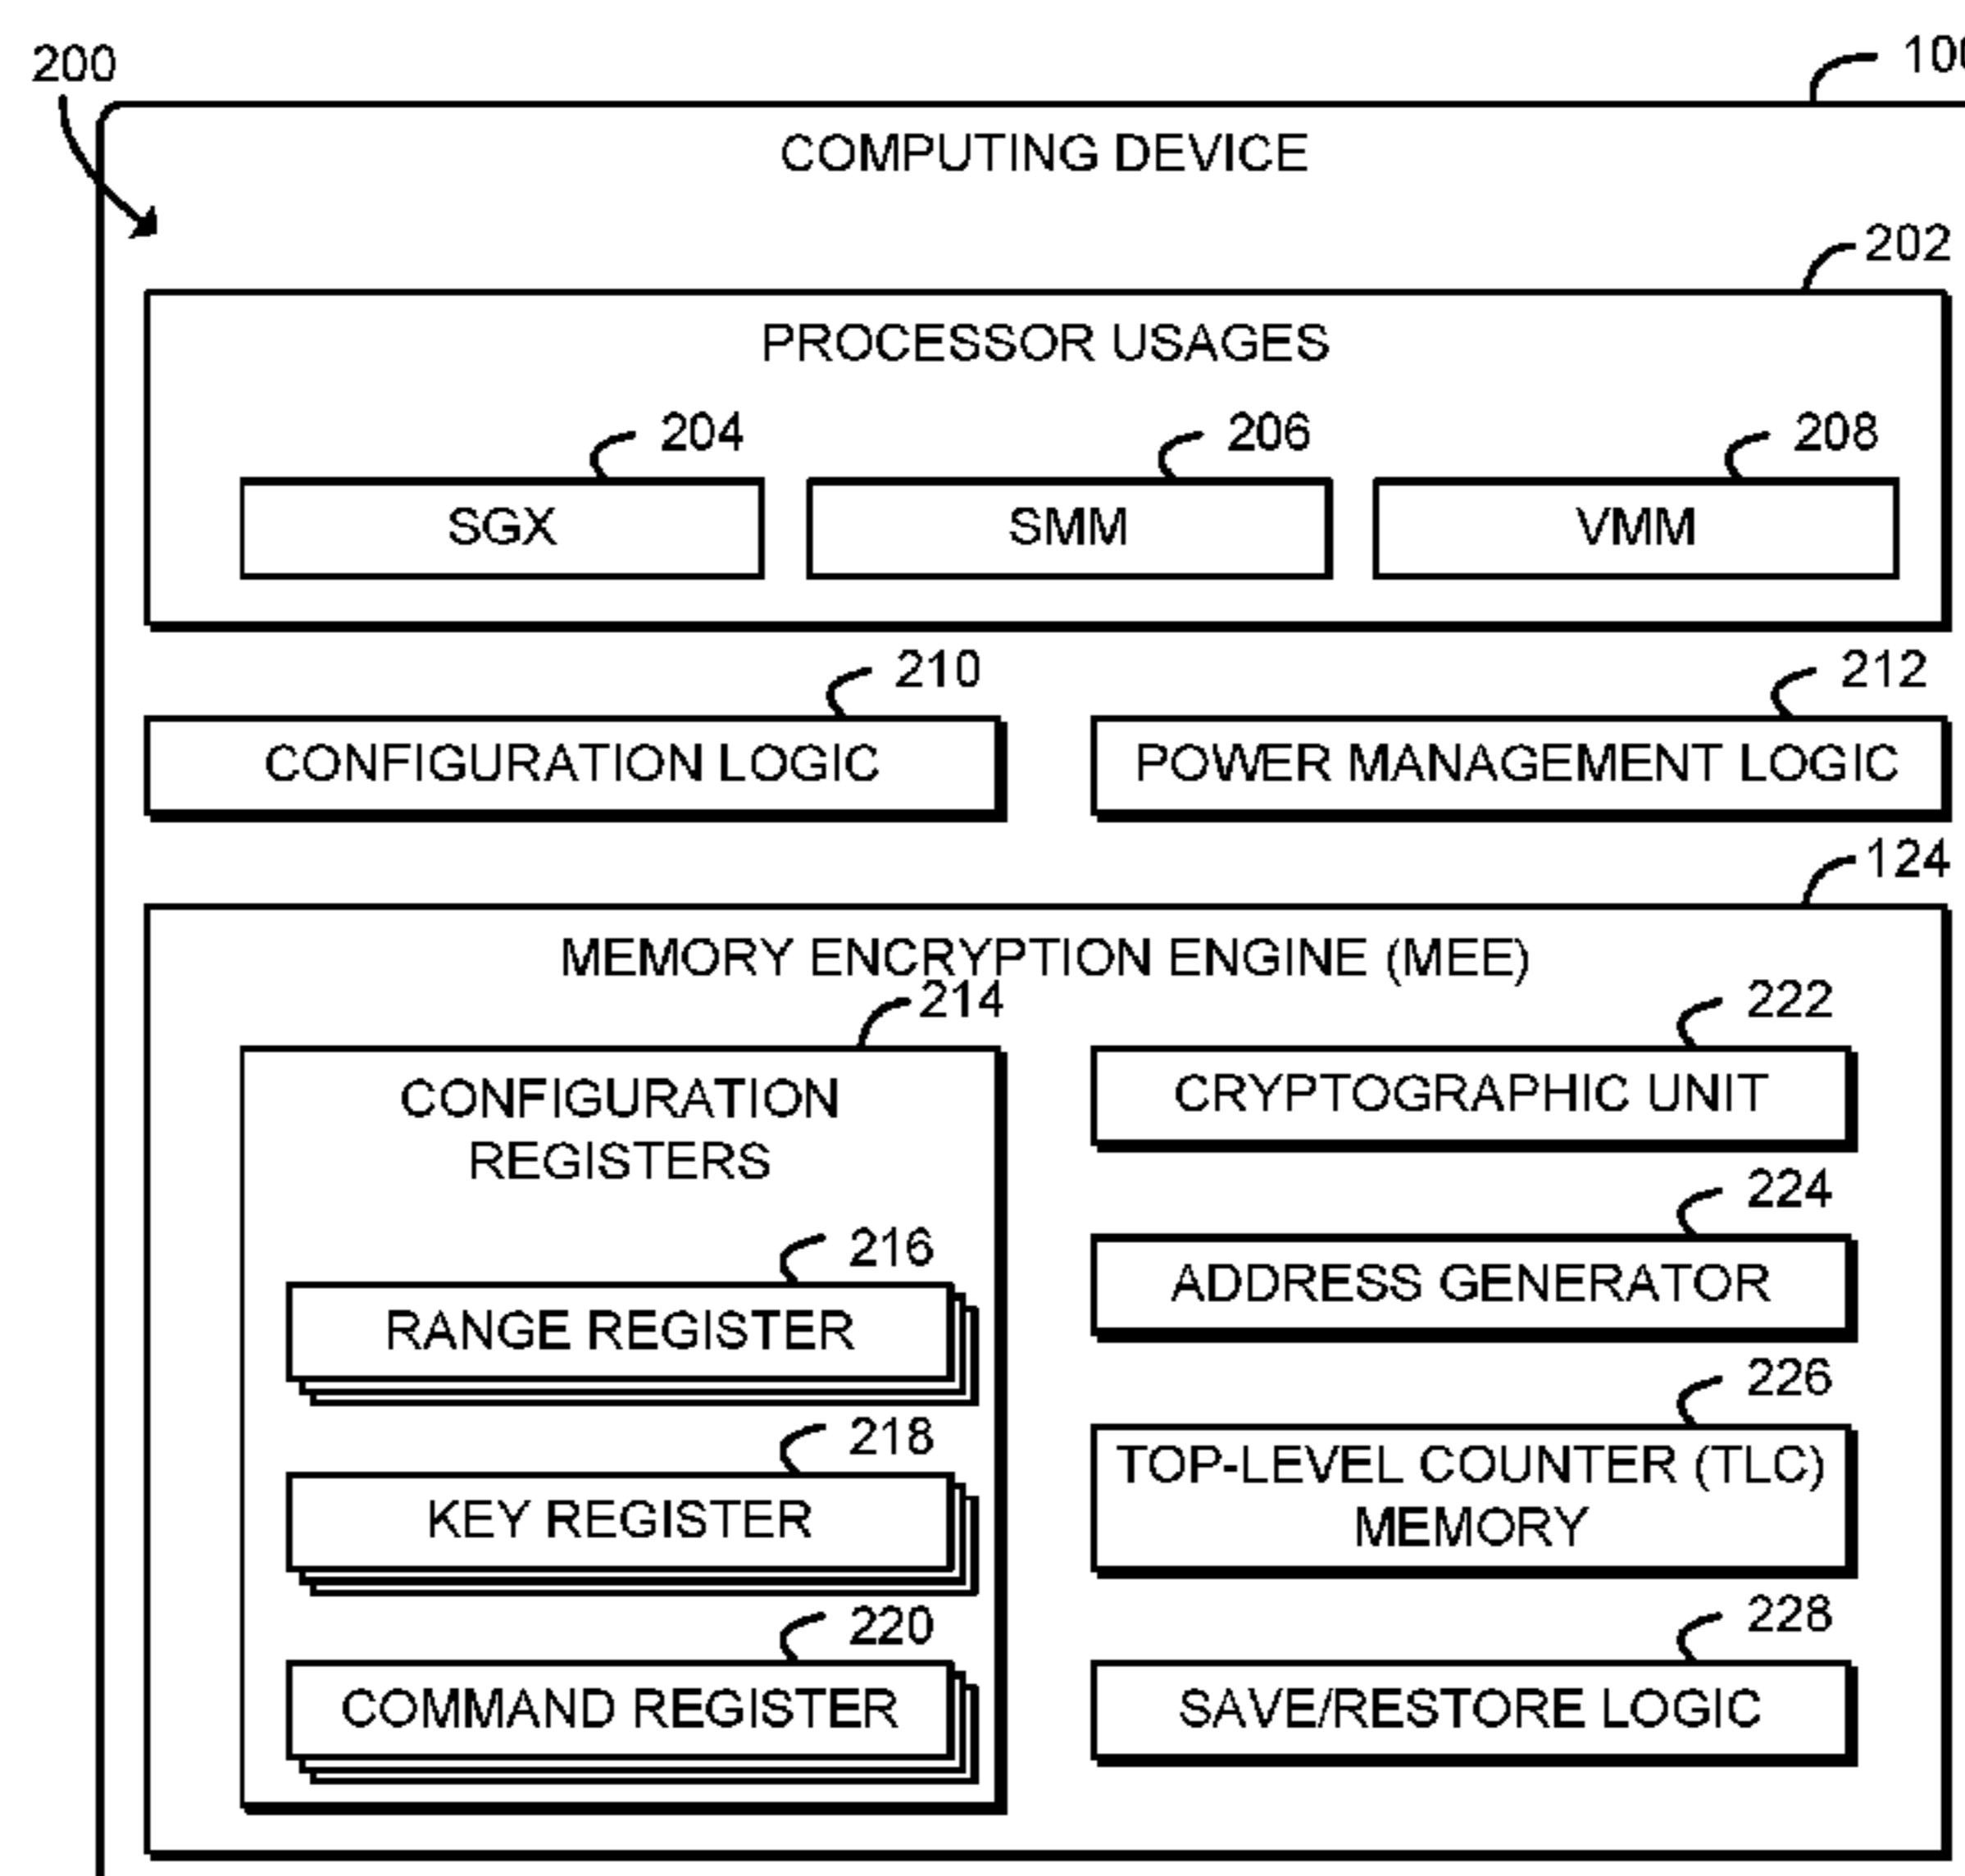 200
100
COMPUTING DEVICE
202
PROCESSOR USAGES
204
206
208
SGX
SMM
VMM
210
212
CONFIGURATION LOGIC
POWER MANAGEMENT LOGIC
124
MEMORY ENCRYPTION ENGINE (MEE)
214
CONFIGURATION
REGISTERS
216
RANGE REGISTER
218
KEY REGISTER
220
COMMAND REGISTER
222
CRYPTOGRAPHIC UNIT
224
ADDRESS GENERATOR
226
TOP-LEVEL COUNTER (TLC)
MEMORY
228
SAVE/RESTORE LOGIC